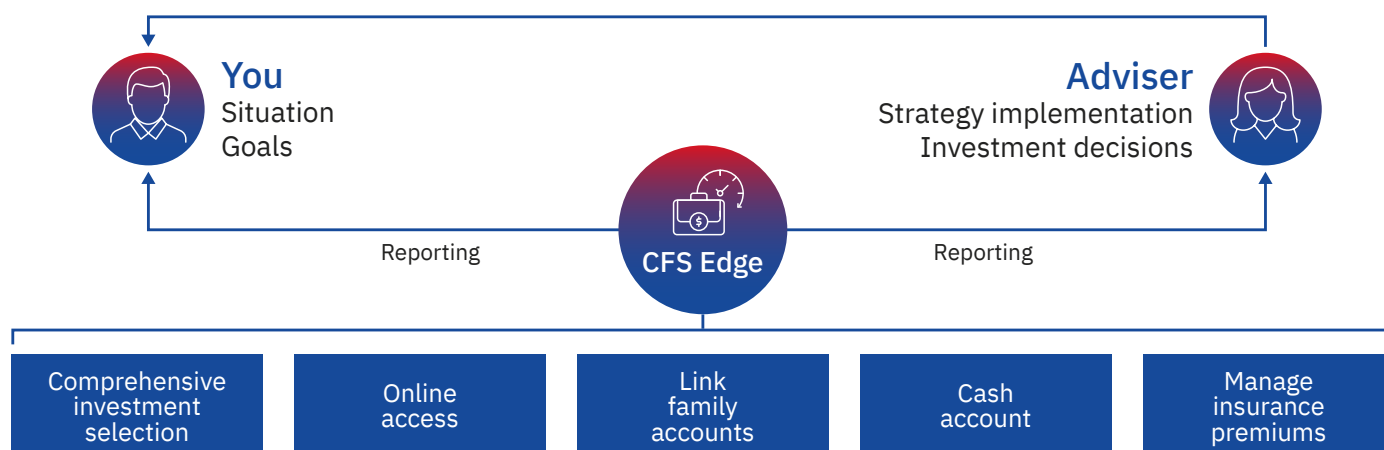 You
Situation
Goals
Adviser
Strategy implementation
Investment decisions
$
CFS Edge
Reporting
Reporting
Comprehensive
investment
selection
Online
access
Link
family
accounts
Cash
account
Manage
insurance
premiums